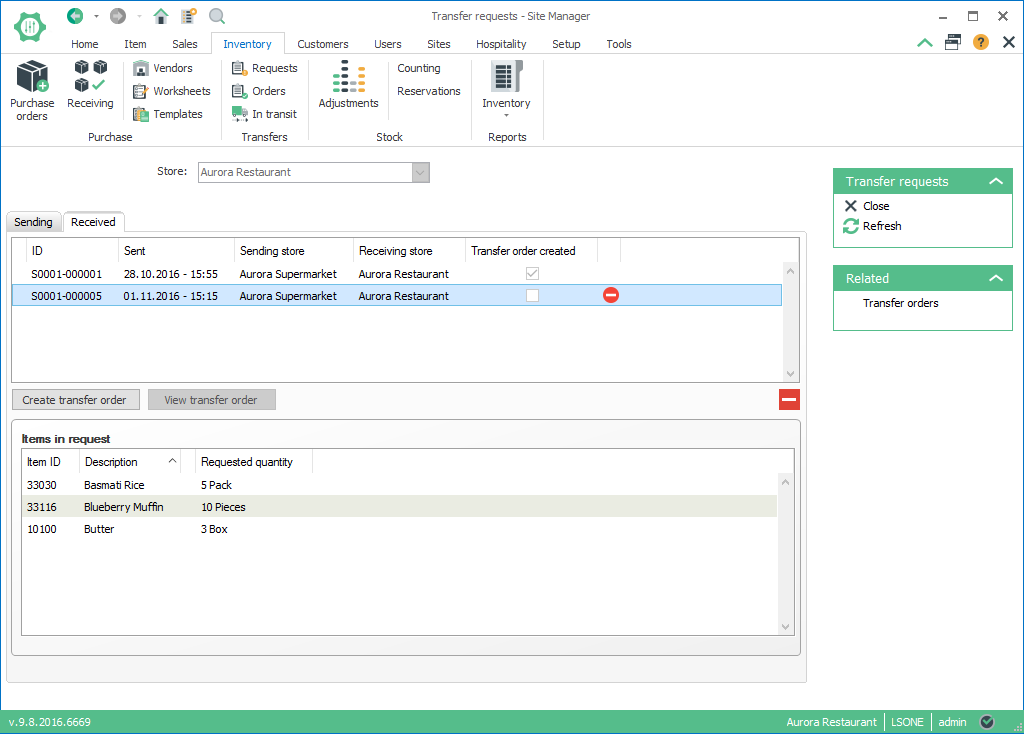 Transfer requests - Site Manager
Home Item Sales Inventory Customers Users Sites Hospitality Setup Tools
Purchase orders
Receiving
Vendors
Worksheets
Templates
Purchase
Requests
Orders
In transit
Transfers
Adjustments
Counting
Reservations
Stock
Inventory
Reports
Store: Aurora Restaurant
Sending Received
ID Sent Sending store Receiving store Transfer order created
S0001-000001 28.10.2016 - 15:55 Aurora Supermarket Aurora Restaurant
S0001-000005 01.11.2016 - 15:15 Aurora Supermarket Aurora Restaurant
Create transfer order View transfer order
Items in request
Item ID Description Requested quantity
33030 Basmati Rice 5 Pack
33116 Blueberry Muffin 10 Pieces
10100 Butter 3 Box
Transfer requests
Close
Refresh
Related
Transfer orders
v.9.8.2016.6669 Aurora Restaurant LSONE admin